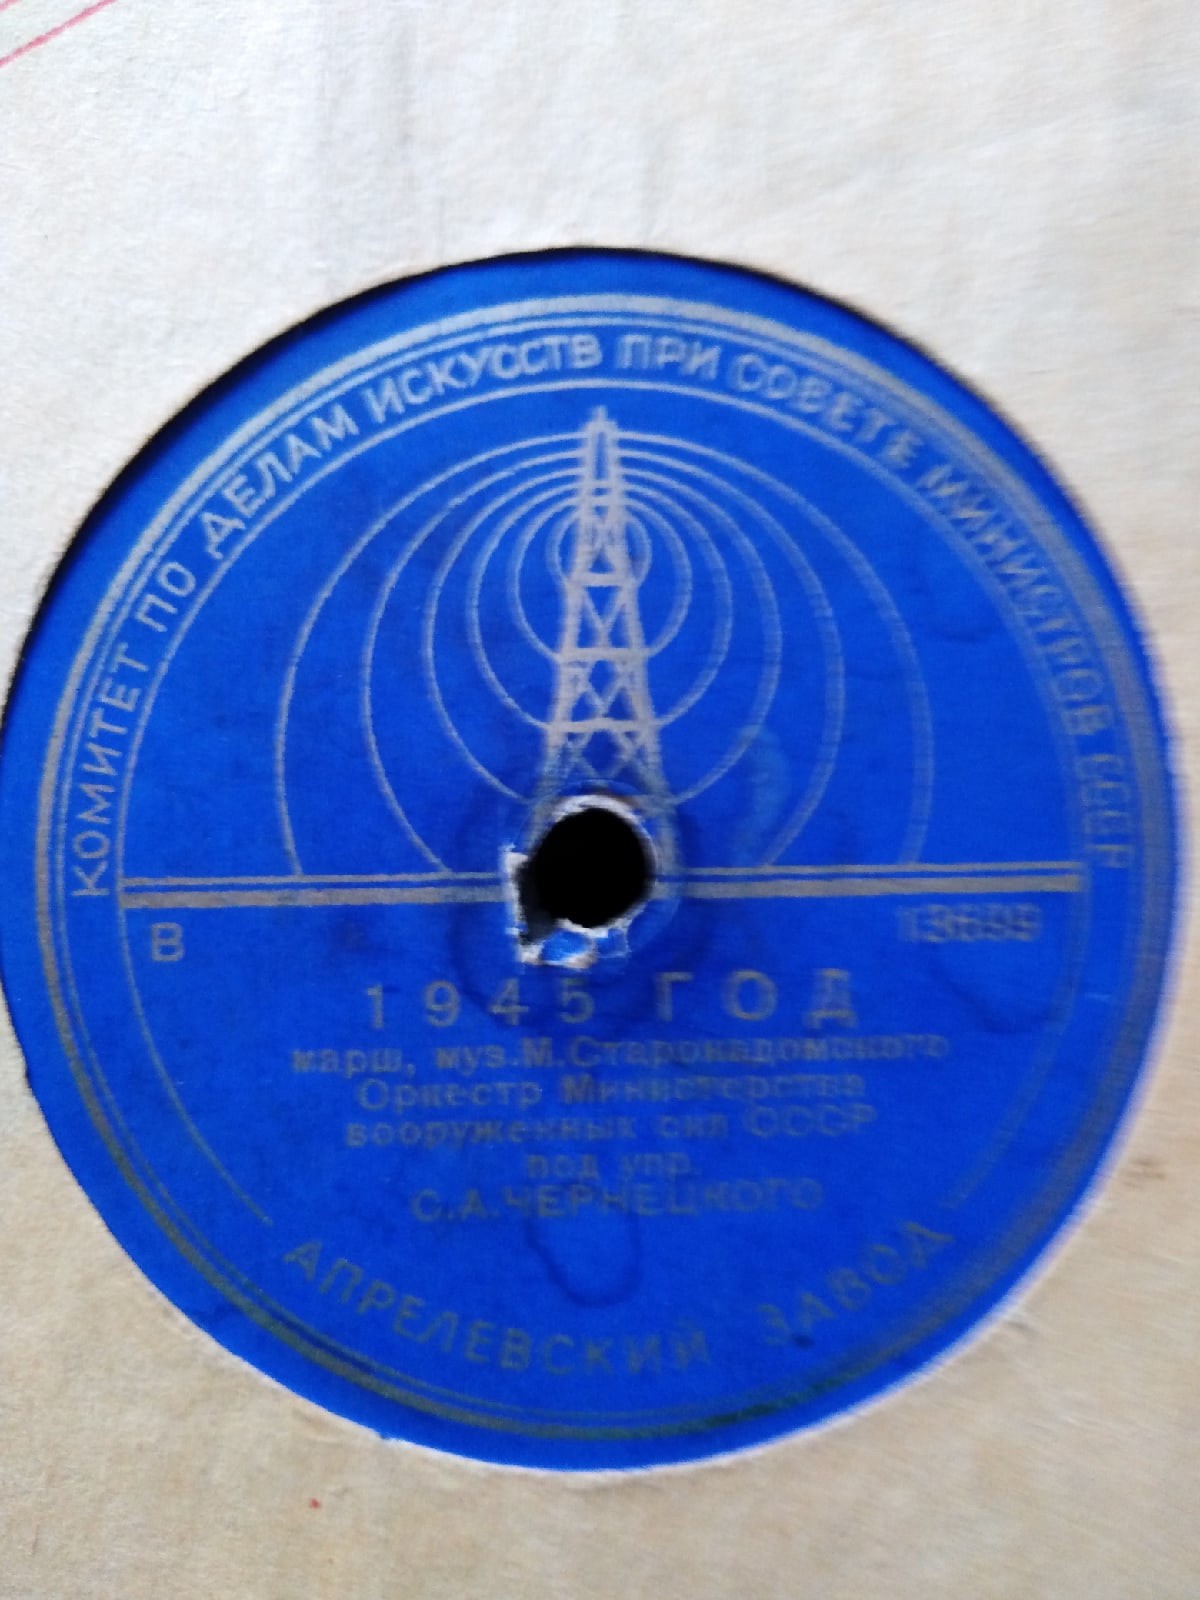 КОМИТЕТ ПО ДЕЛАМ ИСКУССТВ ПРИ СОВЕТЕ МИНИСТРОВ СССР
В 13699
1945 ГОД
марш, муз.М.Старокадомского
Оркестр Министерства
вооруженных сил СССР
под упр.
С.А.ЧЕРНЕЦКОГО
АПРЕЛЕВСКИЙ ЗАВОД